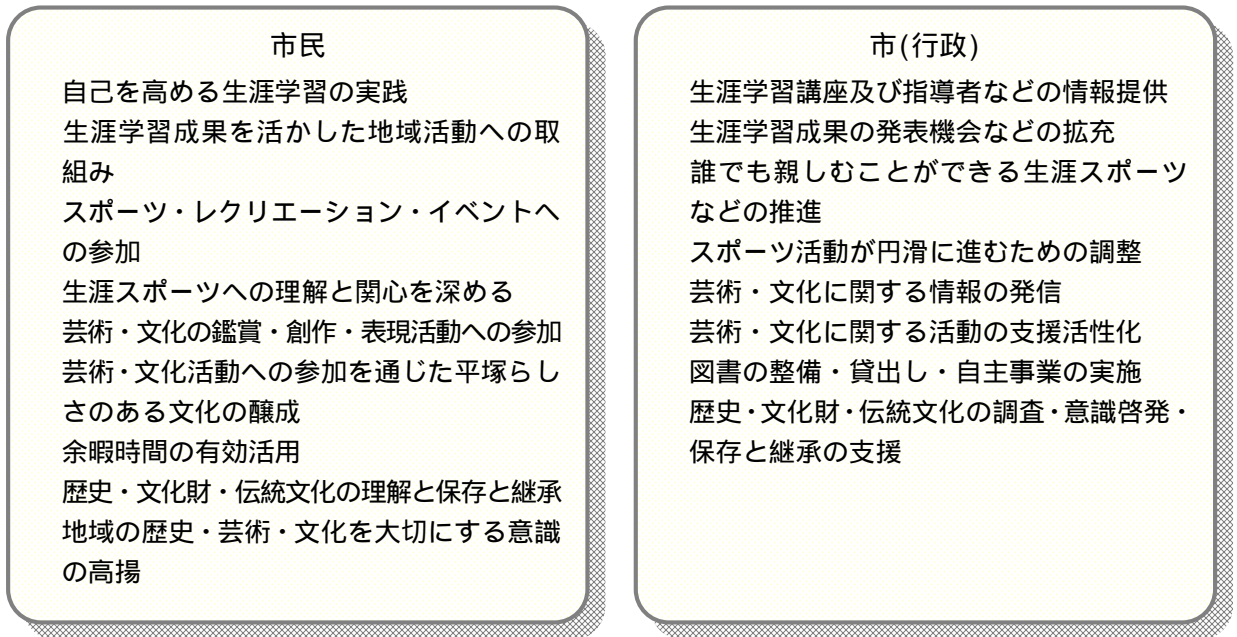 市民
自己を高める生涯学習の実践
生涯学習成果を活かした地域活動への取
組み
スポーツ・レクリエーション・イベントへ
の参加
生涯スポーツへの理解と関心を深める
芸術・文化の鑑賞・創作・表現活動への参加
芸術・文化活動への参加を通じた平塚らし
さのある文化の醸成
余暇時間の有効活用
歴史・文化財・伝統文化の理解と保存と継承
地域の歴史・芸術・文化を大切にする意識
の高揚
市(行政)
生涯学習講座及び指導者などの情報提供
生涯学習成果の発表機会などの拡充
誰でも親しむことができる生涯スポーツ
などの推進
スポーツ活動が円滑に進むための調整
芸術・文化に関する情報の発信
芸術・文化に関する活動の支援活性化
図書の整備・貸出し・自主事業の実施
歴史・文化財・伝統文化の調査・意識啓発・
保存と継承の支援